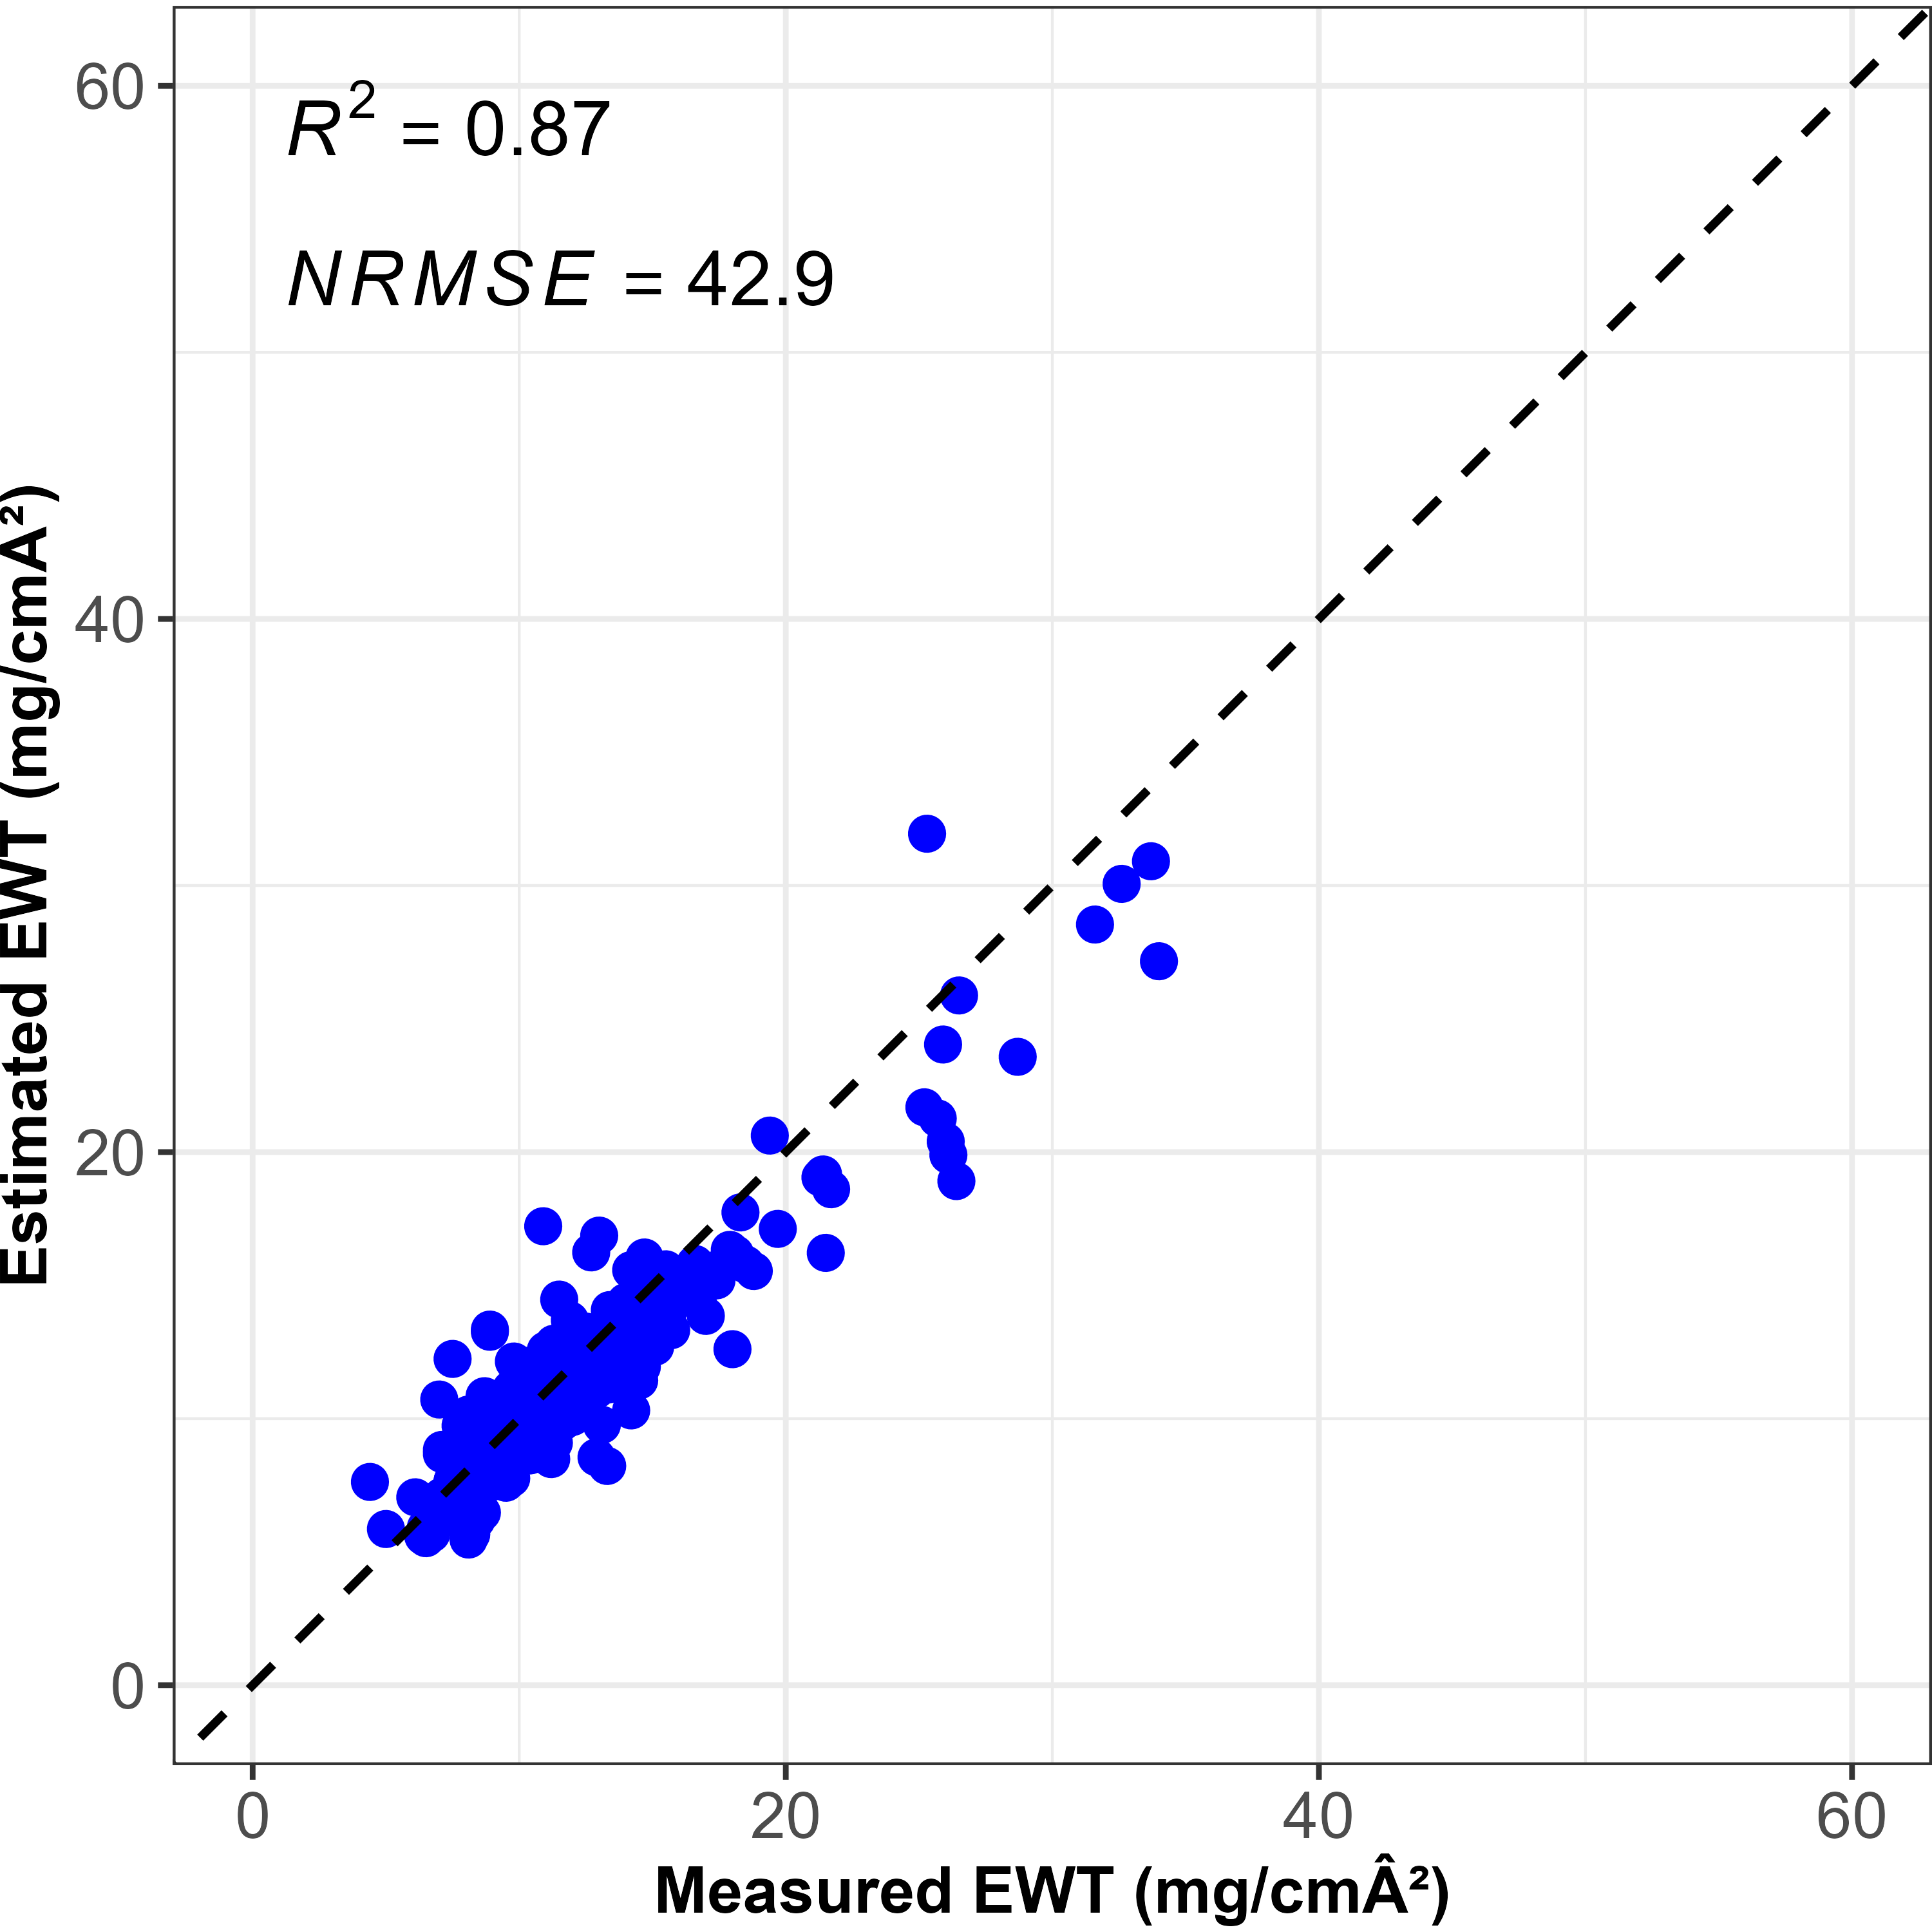 R² = 0.87
NRMSE = 42.9
60
40
20
0
Estimated EWT (mg/cmÂ²)
0 20 40 60
Measured EWT (mg/cmÂ²)